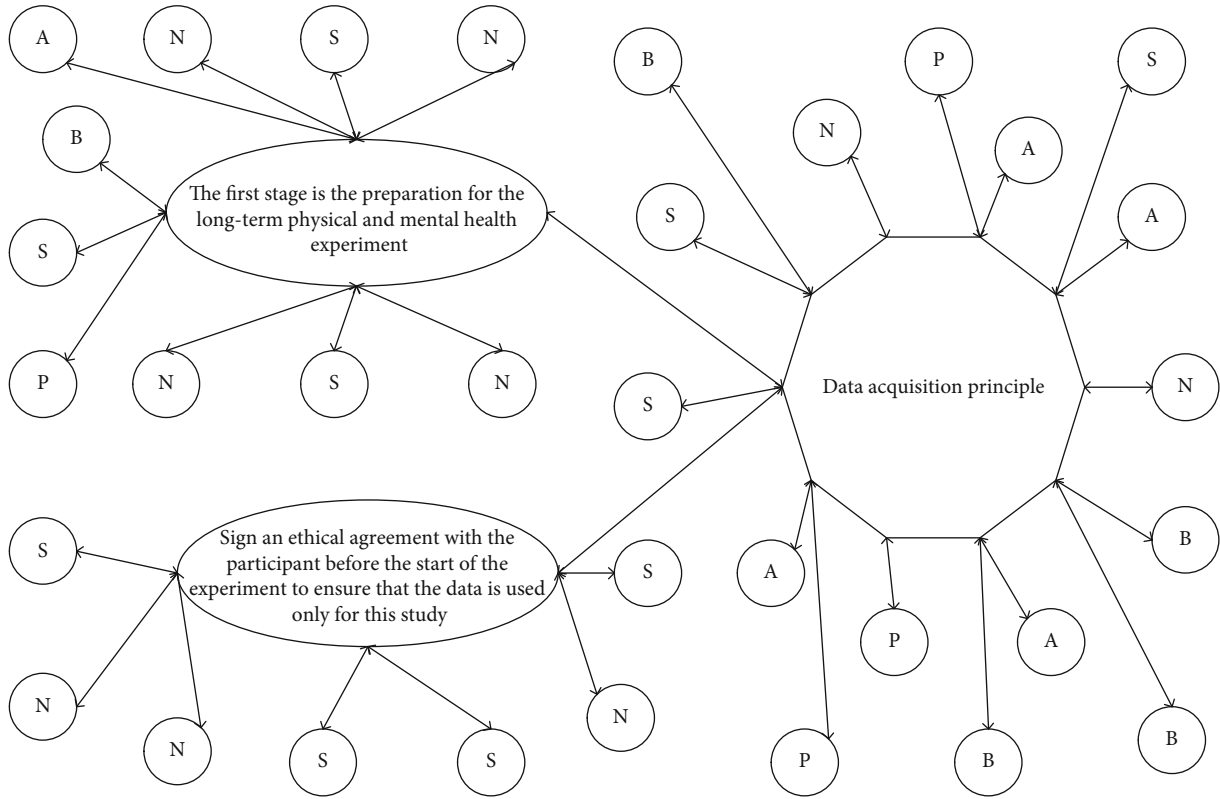 A
N
S
N
B
S
P
N
S
N
The first stage is the preparation for the
long-term physical and mental health
experiment
B
N
P
A
S
S
A
S
Data acquisition principle
N
A
P
A
B
P
B
B
Sign an ethical agreement with the
participant before the start of the
experiment to ensure that the data is used
only for this study
S
N
N
S
S
S
N